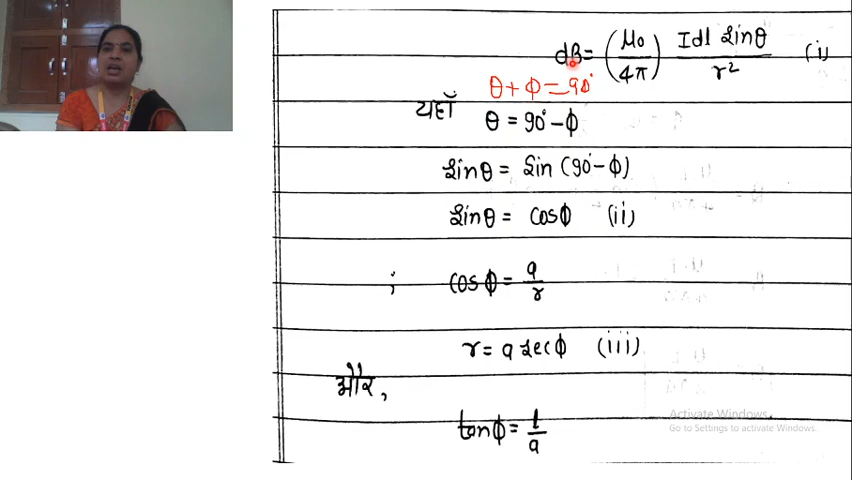 dB = (μ₀/4π) Idl sinθ/r² (i)
θ + ϕ = 90°
यहाँ θ = 90° - ϕ
sinθ = sin (90° - ϕ)
sinθ = cosϕ (ii)
; cosϕ = a/r
r = a secϕ (iii)
और,
tanϕ = l/a
Activate Windows
Go to Settings to activate Windows.